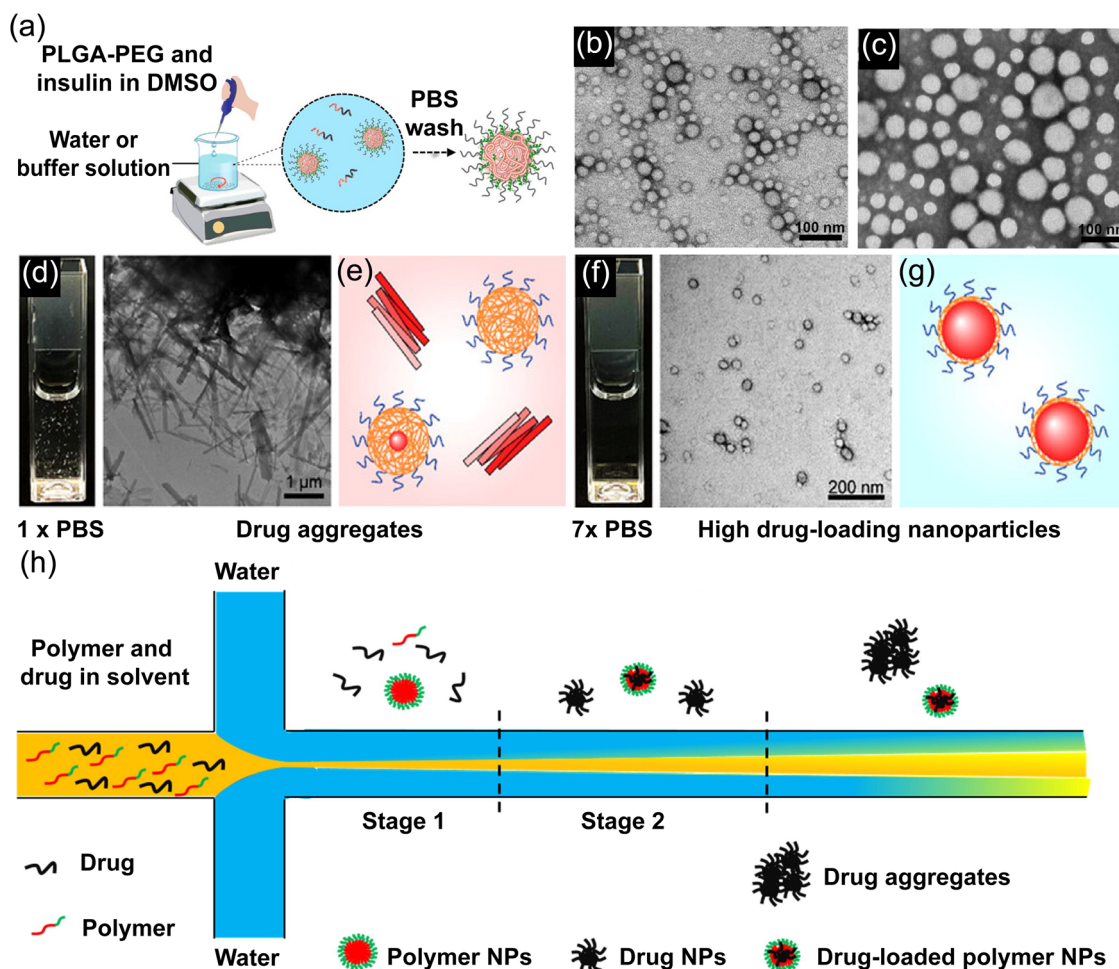 (a)
PLGA-PEG and
insulin in DMSO
Water or
buffer solution
PBS
wash
(b)
100 nm
(c)
100 nm
(d)
1 µm
(e)
(f)
200 nm
(g)
1 x PBS
Drug aggregates
7x PBS
High drug-loading nanoparticles
(h)
Water
Polymer and
drug in solvent
Stage 1
Stage 2
Drug
Polymer
Water
Drug aggregates
Polymer NPs
Drug NPs
Drug-loaded polymer NPs